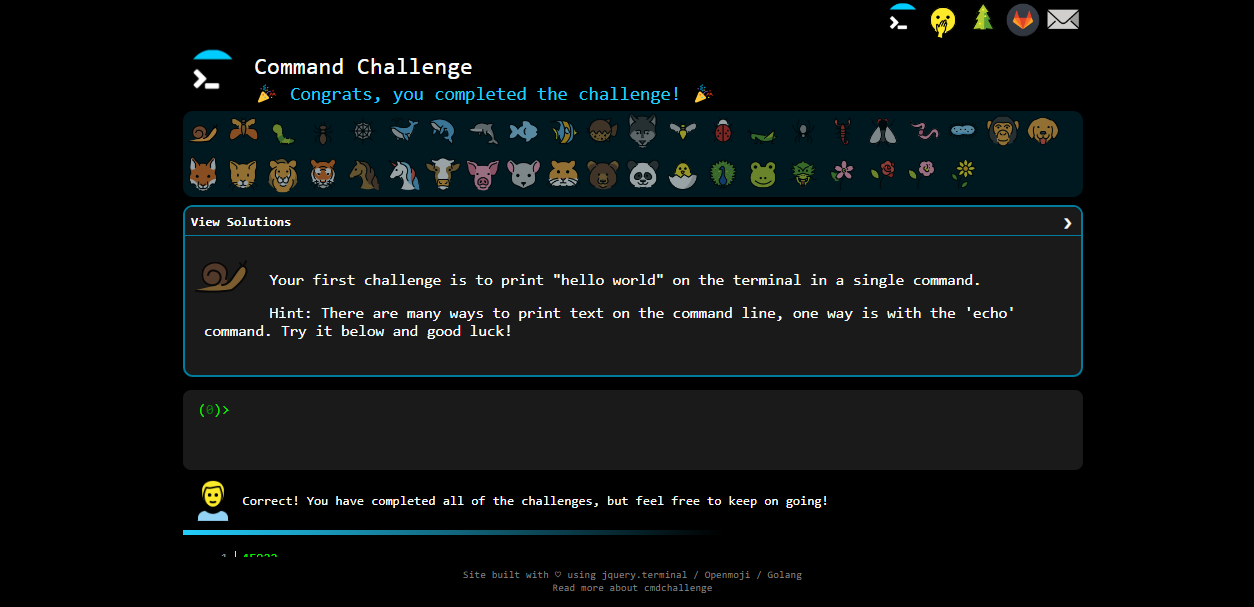 Command Challenge
🎉 Congrats, you completed the challenge! 🎉
View Solutions ❯
Your first challenge is to print "hello world" on the terminal in a single command.
Hint: There are many ways to print text on the command line, one way is with the 'echo'
command. Try it below and good luck!
(0)>
Correct! You have completed all of the challenges, but feel free to keep on going!
Site built with ♡ using jquery.terminal / Openmoji / Golang
Read more about cmdchallenge